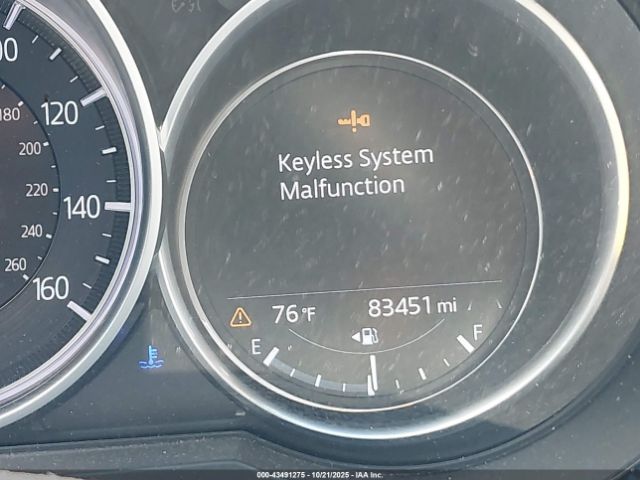 120
140
160
180
200
220
240
260
Keyless System
Malfunction
76°F 83451 mi
E F
000-43491275 - 10/21/2025 - IAA Inc.